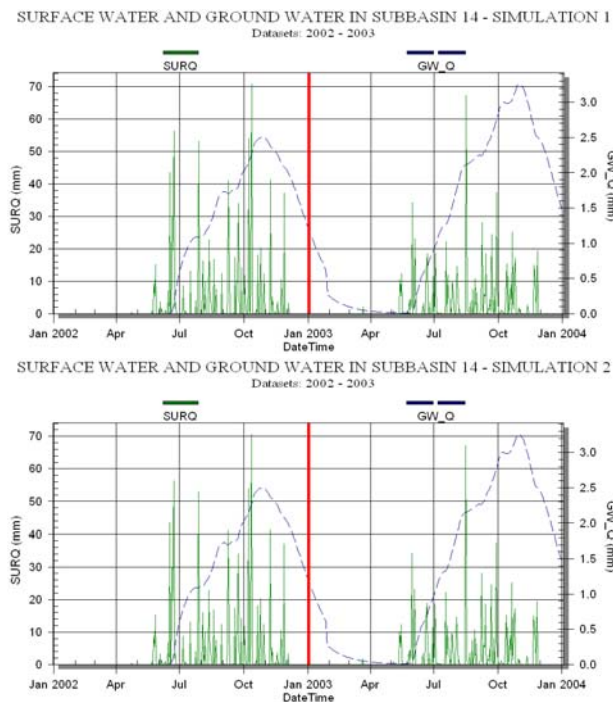 SURFACE WATER AND GROUND WATER IN SUBBASIN 14 - SIMULATION 1
Datasets: 2002 - 2003
SURQ GW_Q
70
60
50
40
30
20
10
0
SURQ (mm)
3.0
2.5
2.0
1.5
1.0
0.5
0.0
GW_Q (mm)
Jan 2002 Apr Jul Oct Jan 2003 Apr Jul Oct Jan 2004
DateTime
SURFACE WATER AND GROUND WATER IN SUBBASIN 14 - SIMULATION 2
Datasets: 2002 - 2003
SURQ GW_Q
70
60
50
40
30
20
10
0
SURQ (mm)
3.0
2.5
2.0
1.5
1.0
0.5
0.0
GW_Q (mm)
Jan 2002 Apr Jul Oct Jan 2003 Apr Jul Oct Jan 2004
DateTime